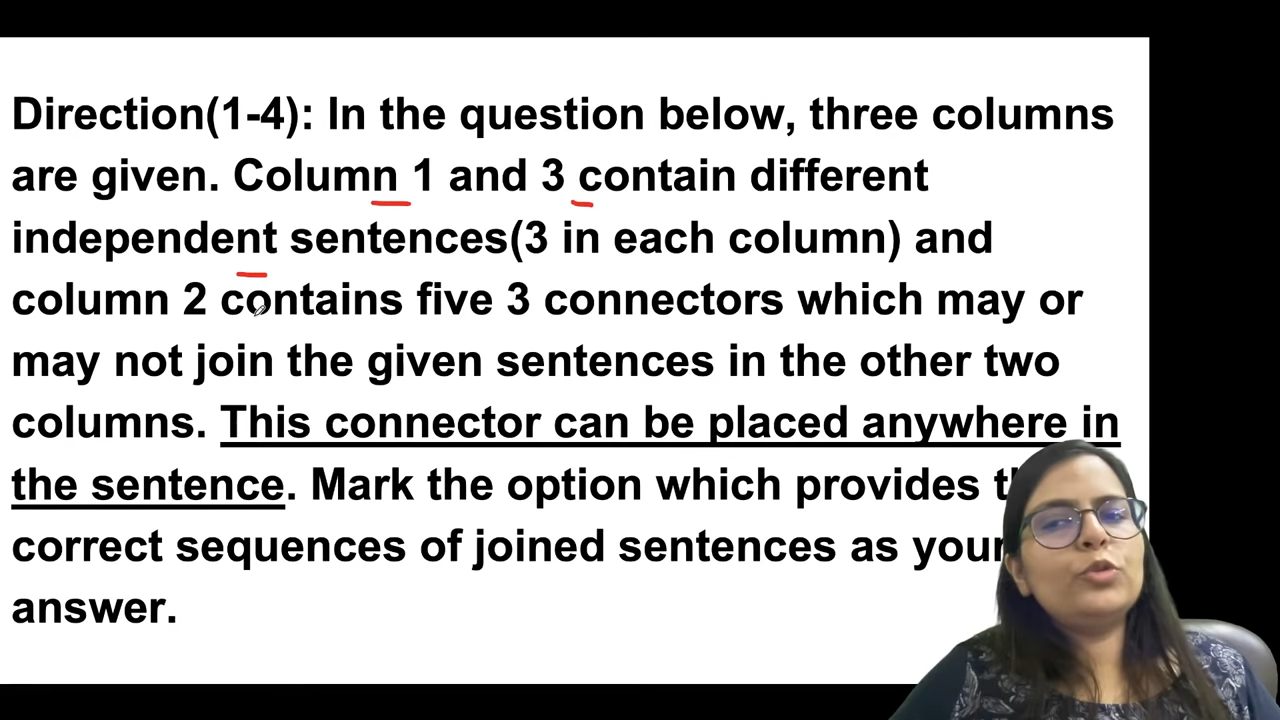 Direction(1-4): In the question below, three columns
are given. Column 1 and 3 contain different
independent sentences(3 in each column) and
column 2 contains five 3 connectors which may or
may not join the given sentences in the other two
columns. This connector can be placed anywhere in
the sentence. Mark the option which provides
correct sequences of joined sentences as your
answer.